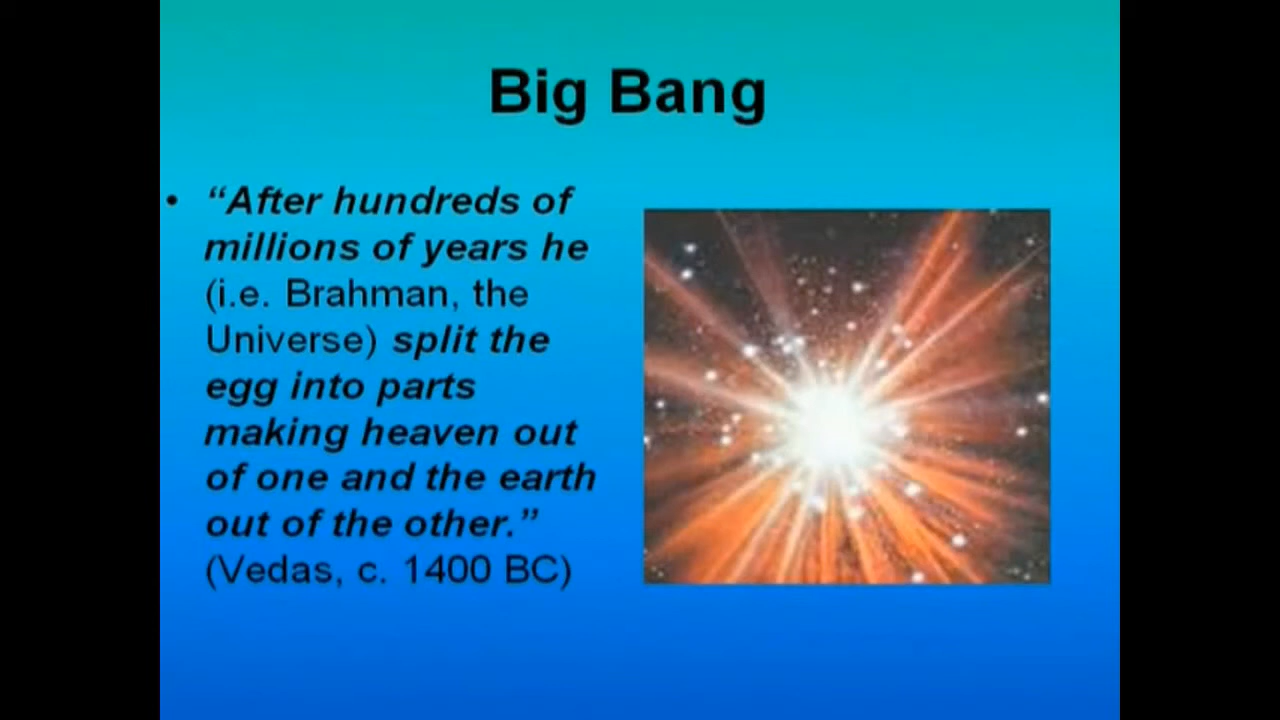 Big Bang
• “After hundreds of
millions of years he
(i.e. Brahman, the
Universe) split the
egg into parts
making heaven out
of one and the earth
out of the other.”
(Vedas, c. 1400 BC)